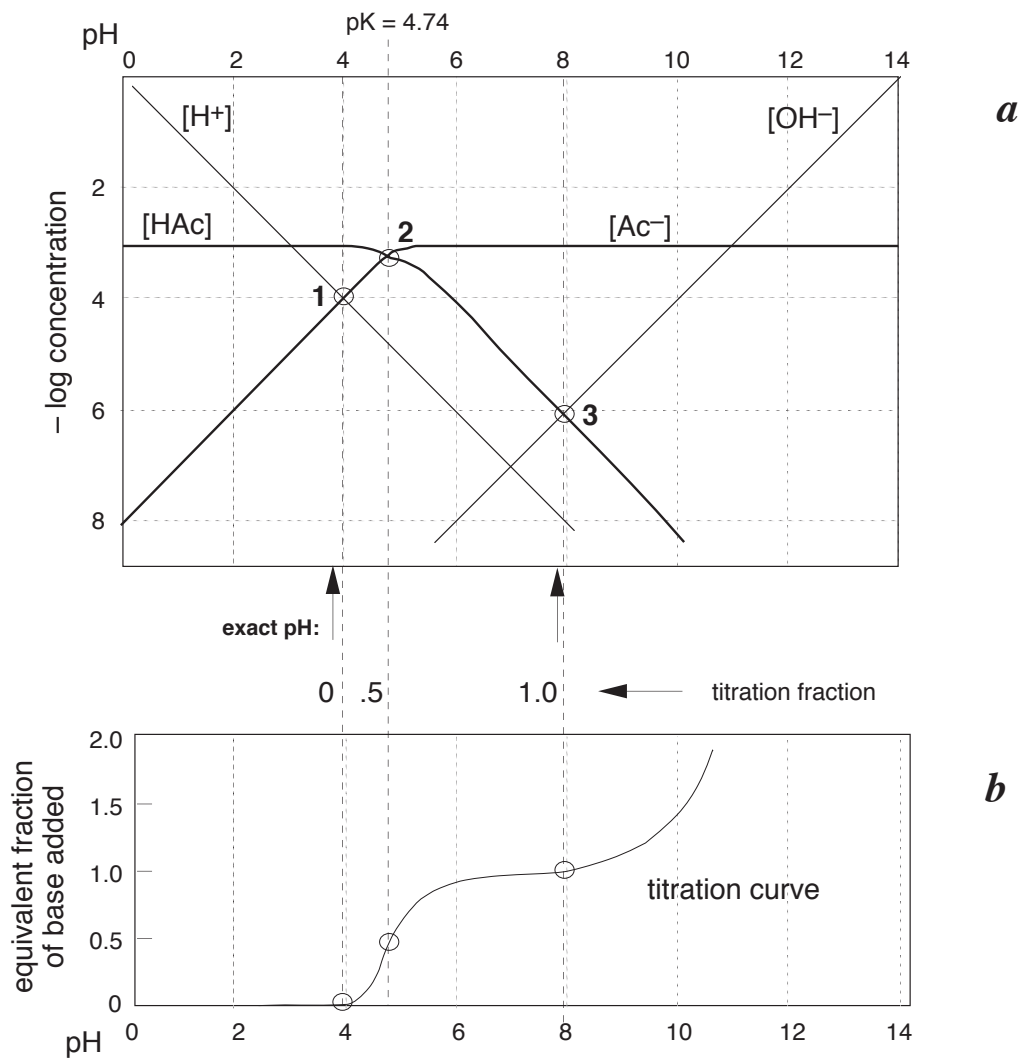 pK = 4.74
pH
0 2 4 6 8 10 12 14
a
[H+]
[OH–]
2
[HAc]
2
[Ac–]
– log concentration
1
4
6
3
8
exact pH:
0 .5 1.0
titration fraction
2.0
b
equivalent fraction
of base added
1.5
1.0
titration curve
0.5
0
pH
0 2 4 6 8 10 12 14